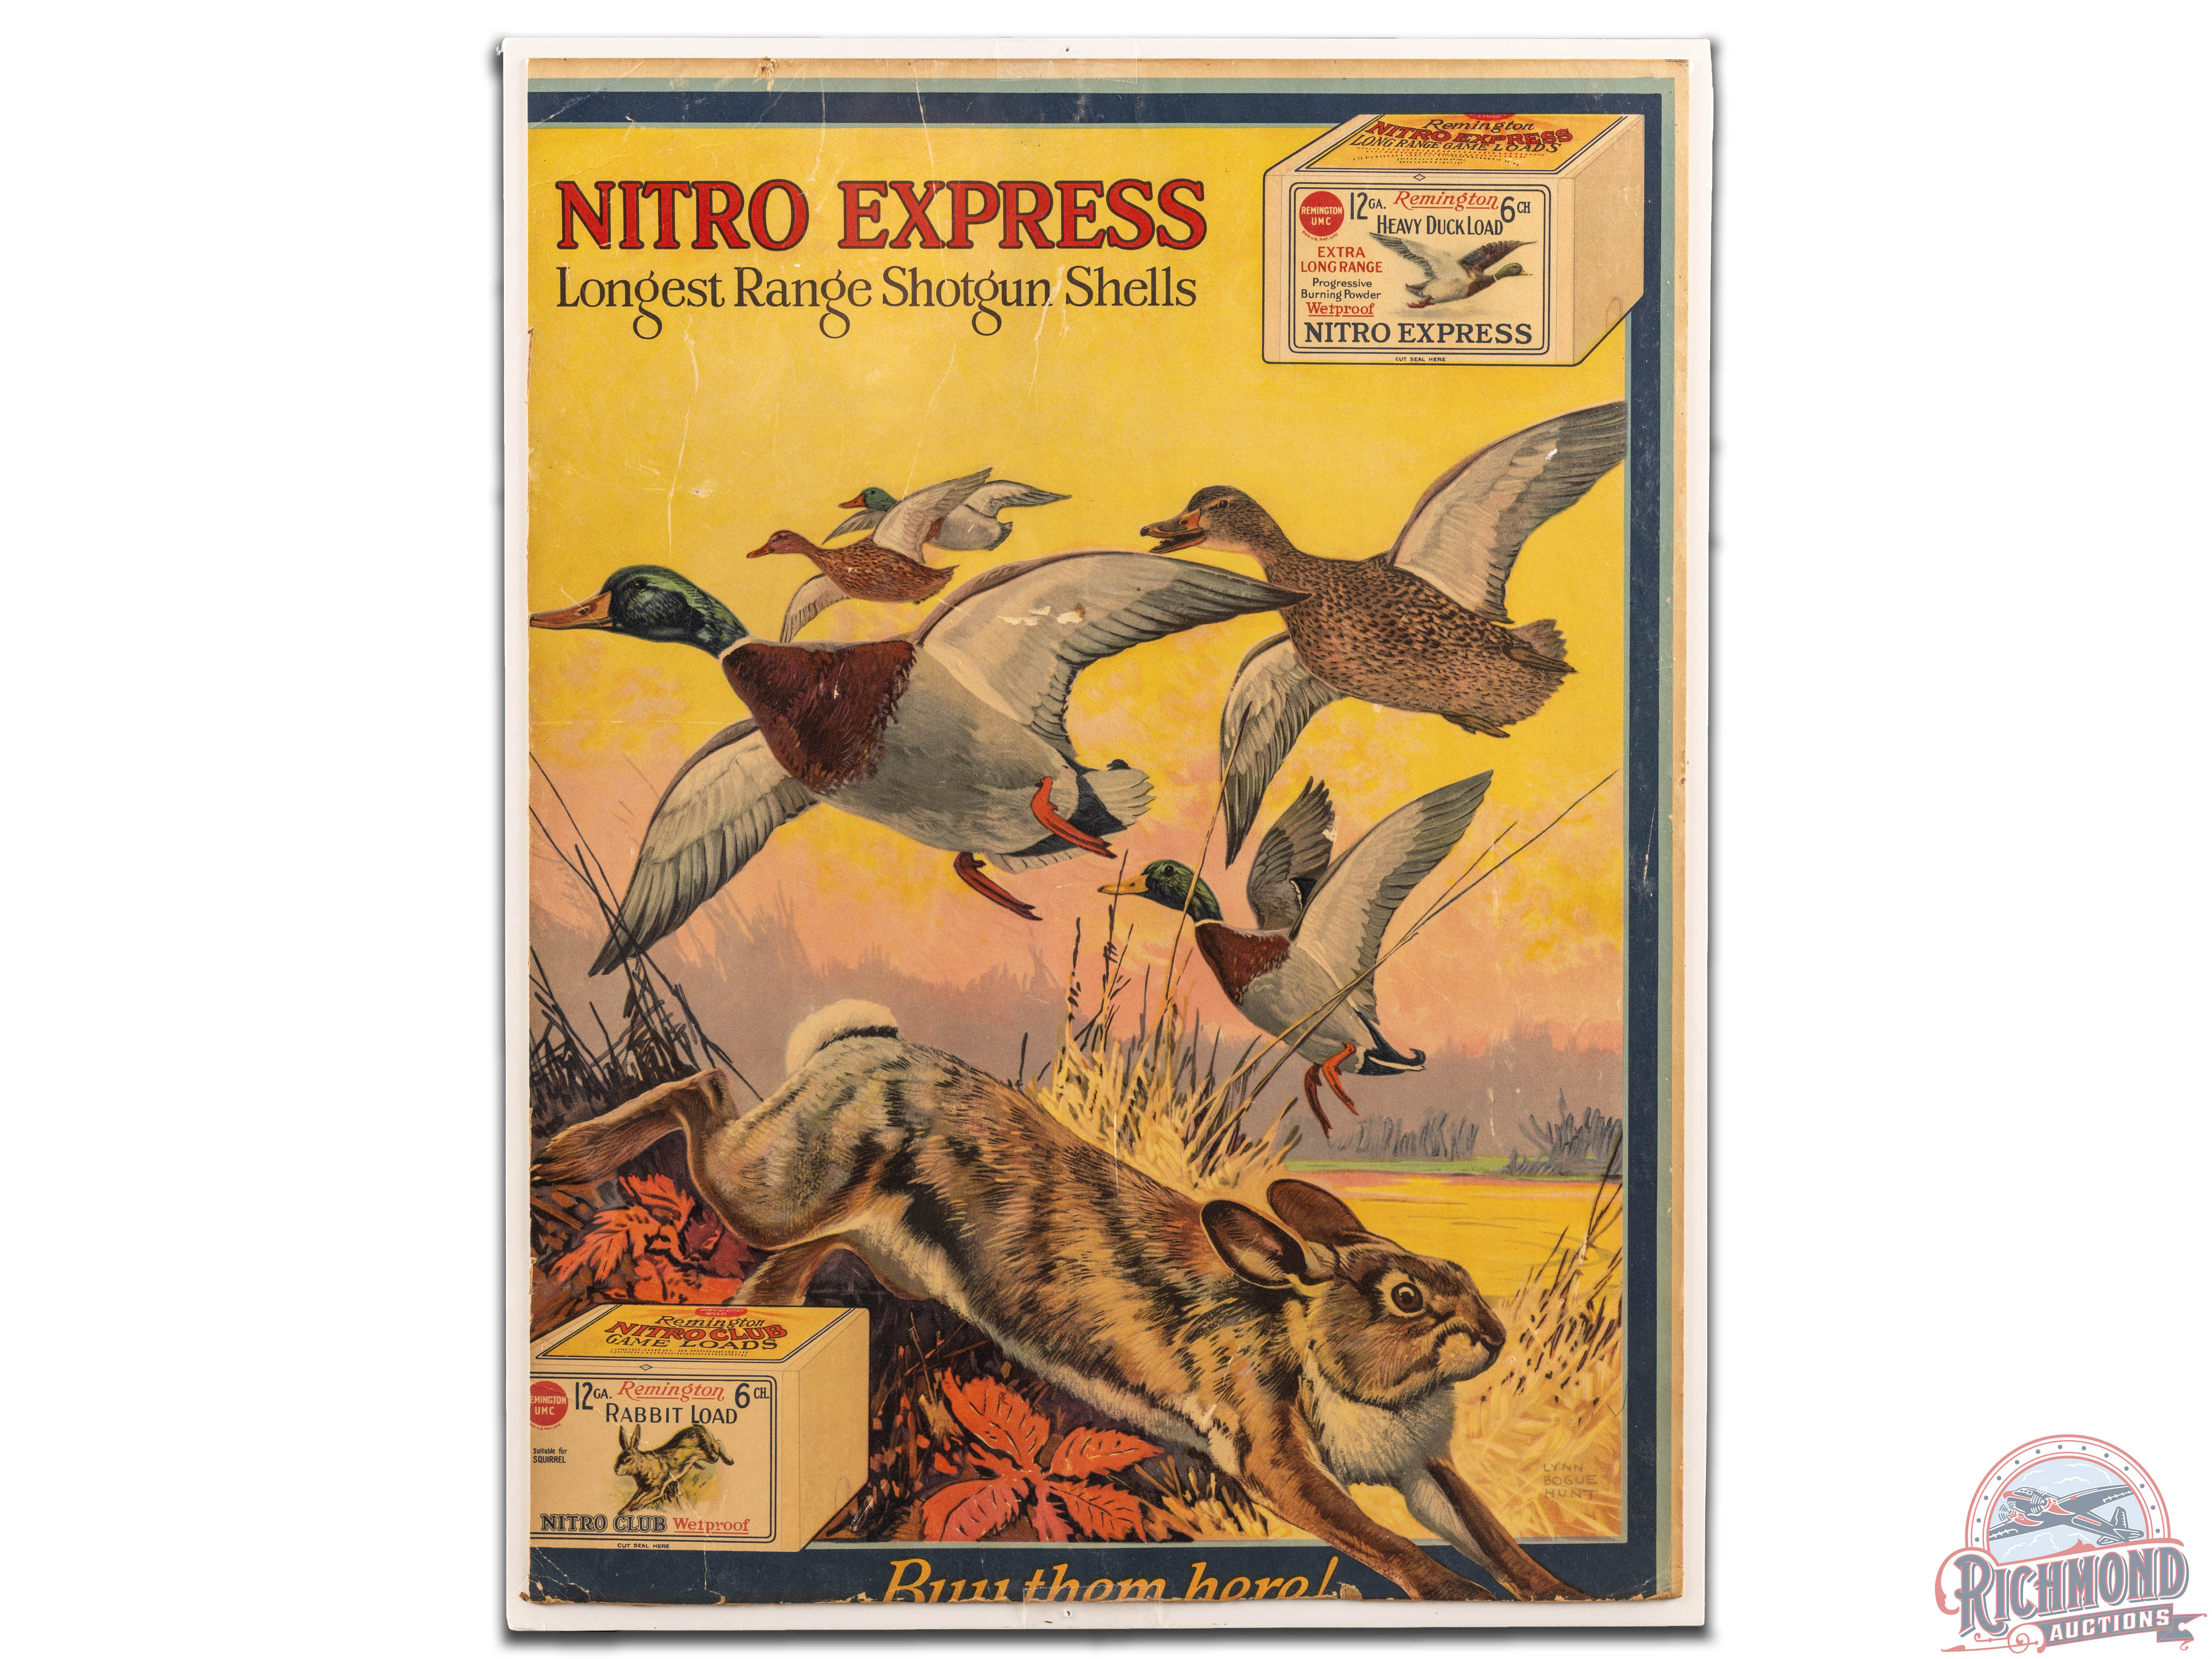 NITRO EXPRESS
Longest Range Shotgun Shells
Remington
NITRO EXPRESS
LONG RANGE GAME LOADS
REMINGTON
UMC
12 GA. Remington 6 CH
HEAVY DUCK LOAD
EXTRA
LONG RANGE
Progressive
Burning Powder
Wetproof
NITRO EXPRESS
CUT SEAL HERE
Remington
NITRO CLUB
GAME LOADS
EMINGTON
UMC
12 GA. Remington 6 CH.
RABBIT LOAD
Suitable for
SQUIRREL
NITRO CLUB Wetproof
CUT SEAL HERE
LYNN
BOGUE
HUNT
Buy them here!
RICHMOND
AUCTIONS